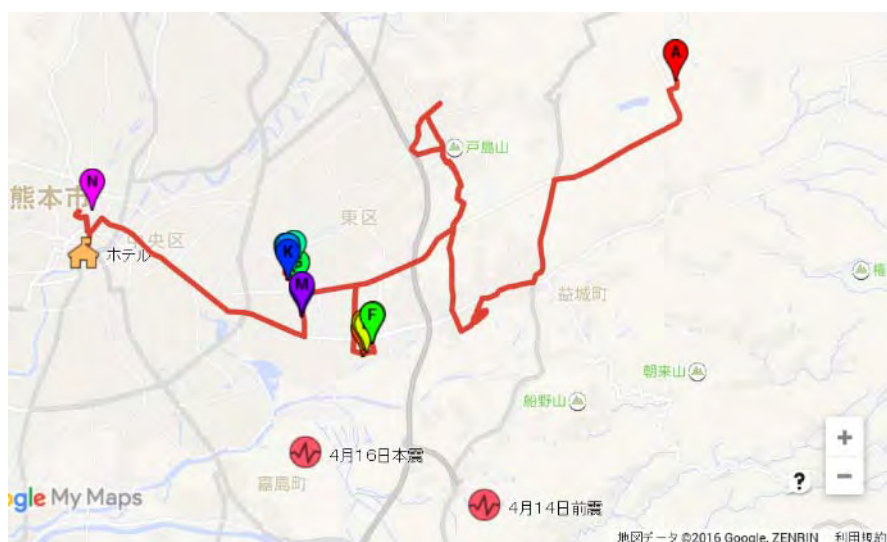 A
戸島山
N
熊本市
東区
中央区
K
ホテル
M
益城町
F
朝来山
船野山
4月16日本震
嘉島町
4月14日前震
+
−
?
gle My Maps
地図データ ©2016 Google, ZENRIN 利用規約